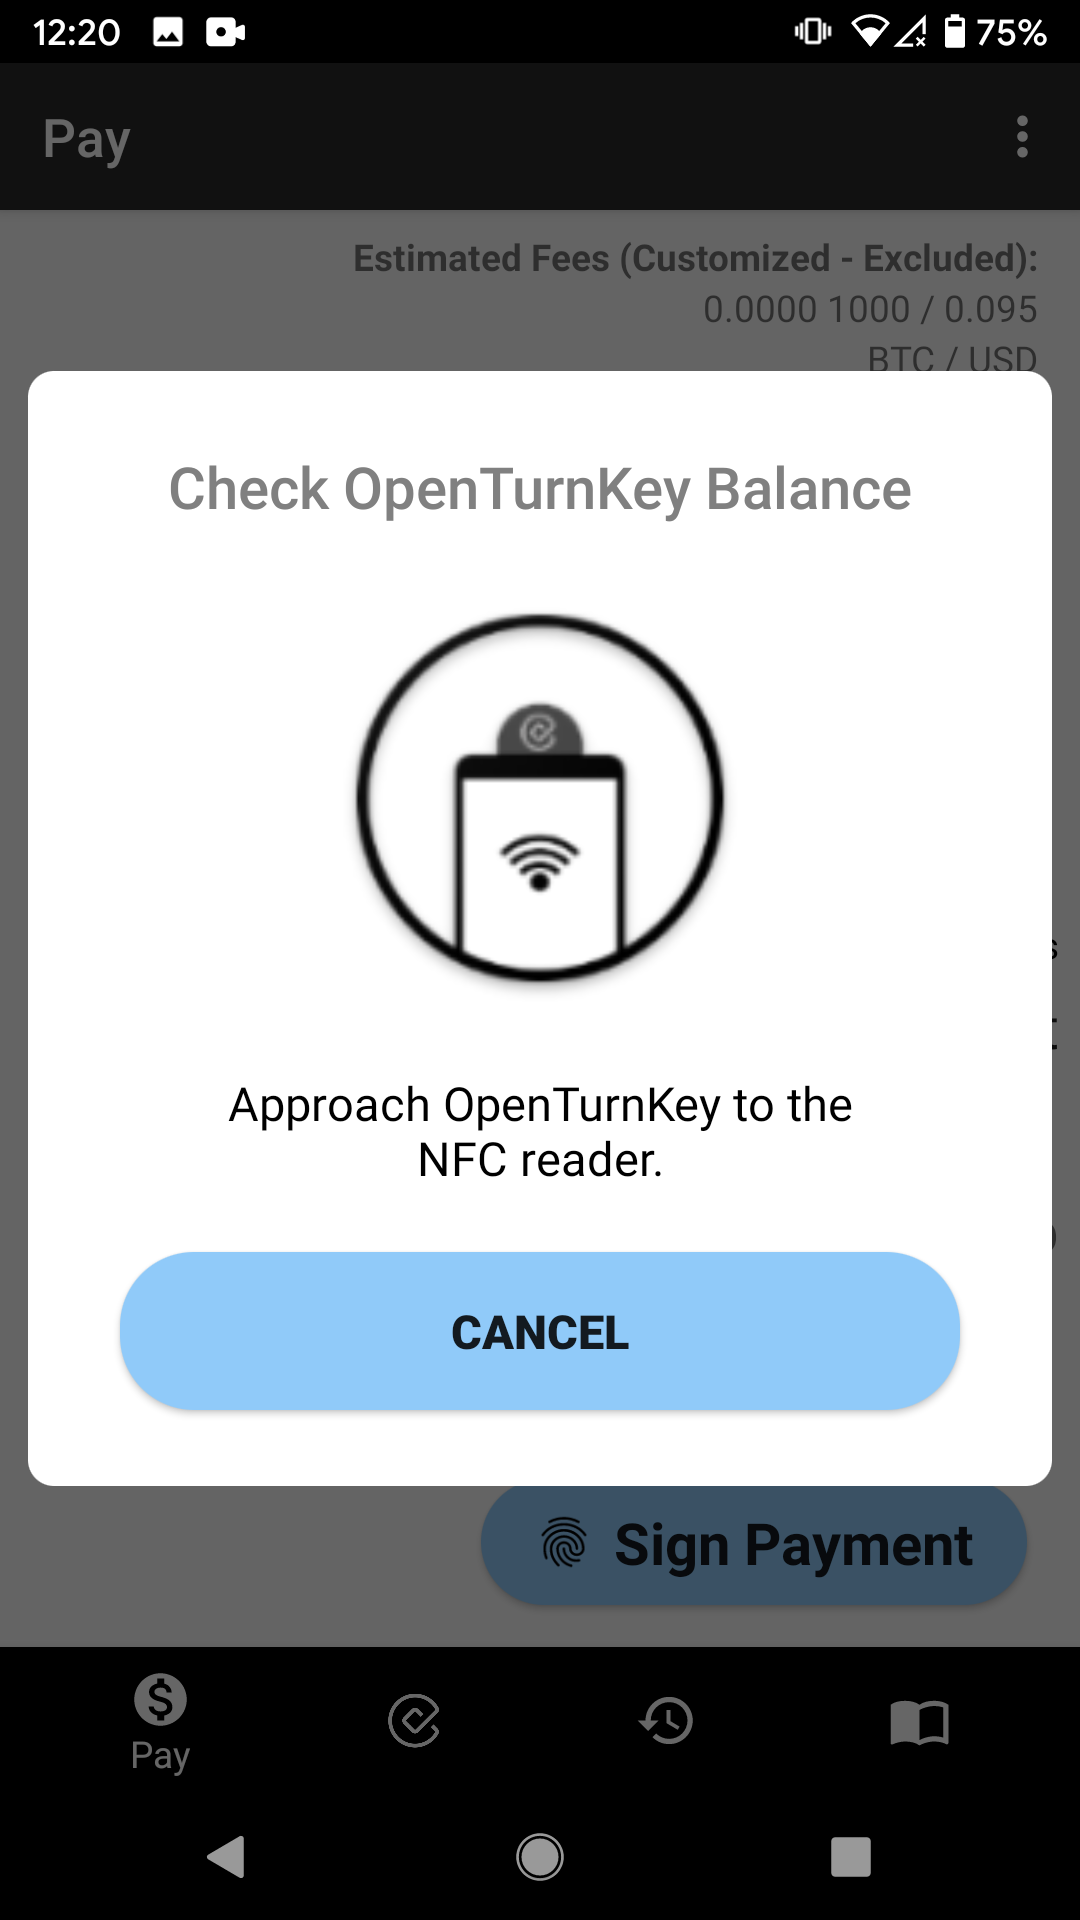 12:20
75%
Pay
Estimated Fees (Customized - Excluded):
0.0000 1000 / 0.095
BTC / USD
Check OpenTurnKey Balance
Approach OpenTurnKey to the
NFC reader.
CANCEL
Sign Payment
Pay